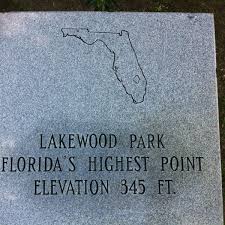 LAKEWOOD PARK
FLORIDA'S HIGHEST POINT
ELEVATION 345 FT.